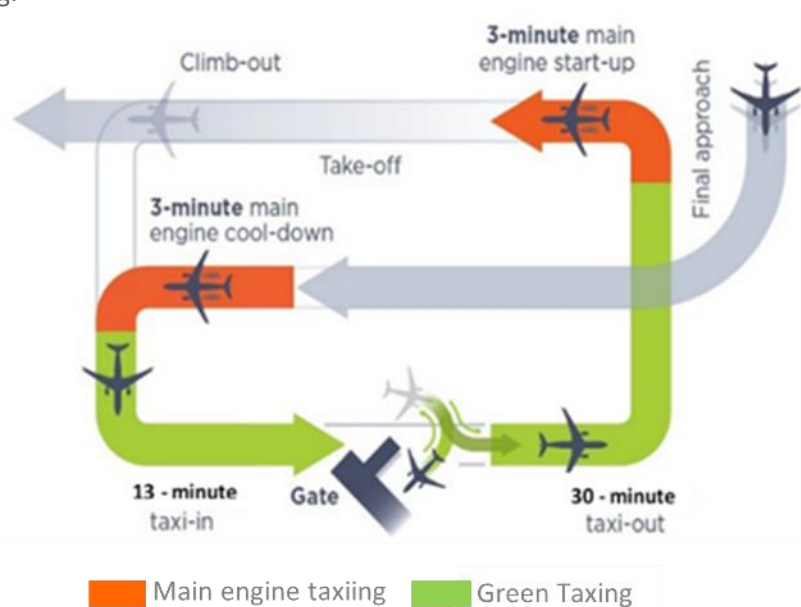 g.
Climb-out
3-minute main
engine start-up
Final approach
Take-off
3-minute main
engine cool-down
13 - minute
taxi-in
Gate
30 - minute
taxi-out
Main engine taxiing
Green Taxing